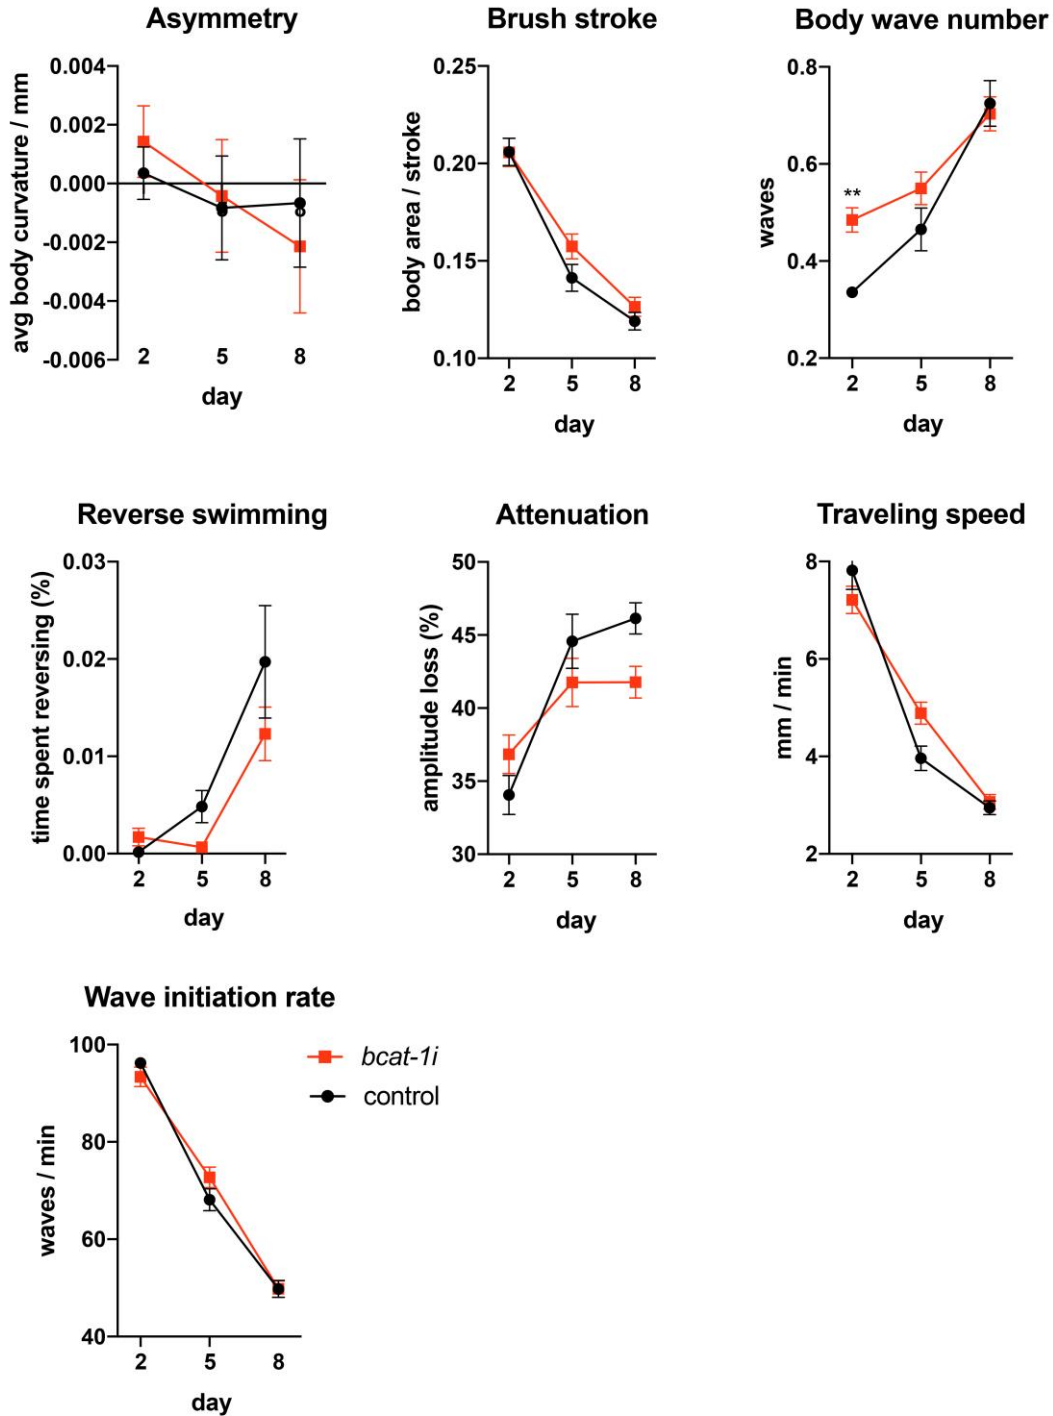 Asymmetry
avg body curvature / mm
0.004
0.002
0.000
-0.002
-0.004
-0.006
2 5 8
day
Brush stroke
body area / stroke
0.25
0.20
0.15
0.10
2 5 8
day
Body wave number
waves
0.8
0.6
0.4
0.2
**
2 5 8
day
Reverse swimming
time spent reversing (%)
0.03
0.02
0.01
0.00
2 5 8
day
Attenuation
amplitude loss (%)
50
45
40
35
30
2 5 8
day
Traveling speed
mm / min
8
6
4
2
2 5 8
day
Wave initiation rate
waves / min
100
80
60
40
2 5 8
day
bcat-1i
control